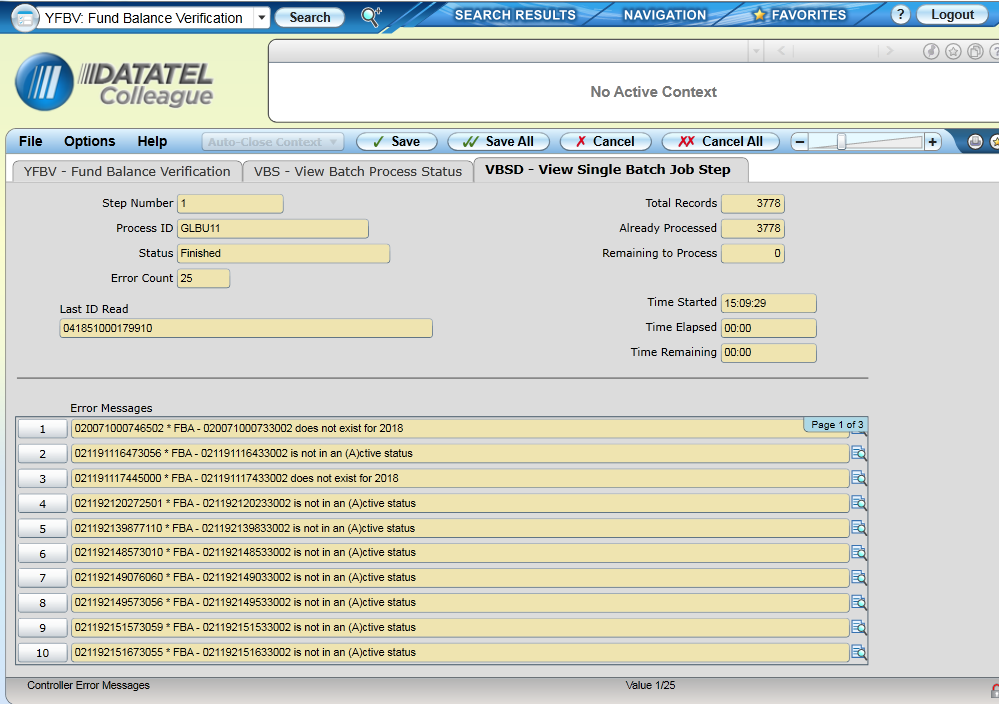 YFBV: Fund Balance Verification Search SEARCH RESULTS NAVIGATION FAVORITES ? Logout
DATATEL
Colleague
No Active Context
File Options Help Auto-Close Context Save Save All Cancel Cancel All − +
YFBV - Fund Balance Verification VBS - View Batch Process Status VBSD - View Single Batch Job Step
Step Number 1 Total Records 3778
Process ID GLBU11 Already Processed 3778
Status Finished Remaining to Process 0
Error Count 25
Time Started 15:09:29
Last ID Read
041851000179910 Time Elapsed 00:00
Time Remaining 00:00
Error Messages
Page 1 of 3
1 020071000746502 * FBA - 020071000733002 does not exist for 2018
2 021191116473056 * FBA - 021191116433002 is not in an (A)ctive status
3 021191117445000 * FBA - 021191117433002 does not exist for 2018
4 021192120272501 * FBA - 021192120233002 is not in an (A)ctive status
5 021192139877110 * FBA - 021192139833002 is not in an (A)ctive status
6 021192148573010 * FBA - 021192148533002 is not in an (A)ctive status
7 021192149076060 * FBA - 021192149033002 is not in an (A)ctive status
8 021192149573056 * FBA - 021192149533002 is not in an (A)ctive status
9 021192151573059 * FBA - 021192151533002 is not in an (A)ctive status
10 021192151673055 * FBA - 021192151633002 is not in an (A)ctive status
Controller Error Messages Value 1/25